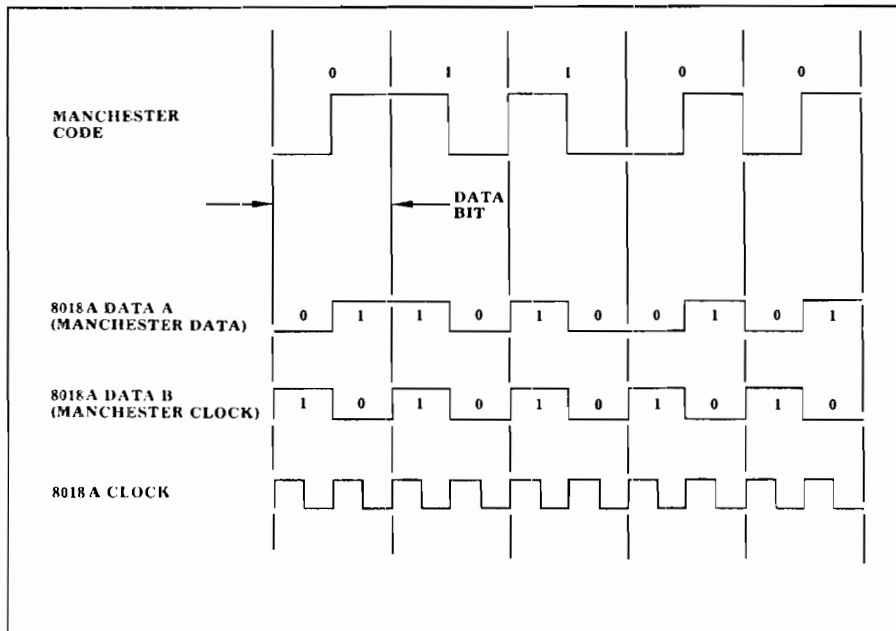 0 1 1 0 0
MANCHESTER
CODE
DATA
BIT
8018A DATA A
(MANCHESTER DATA)
0 1 1 0 1 0 0 1 0 1
8018A DATA B
(MANCHESTER CLOCK)
1 0 1 0 1 0 1 0 1 0
8018A CLOCK